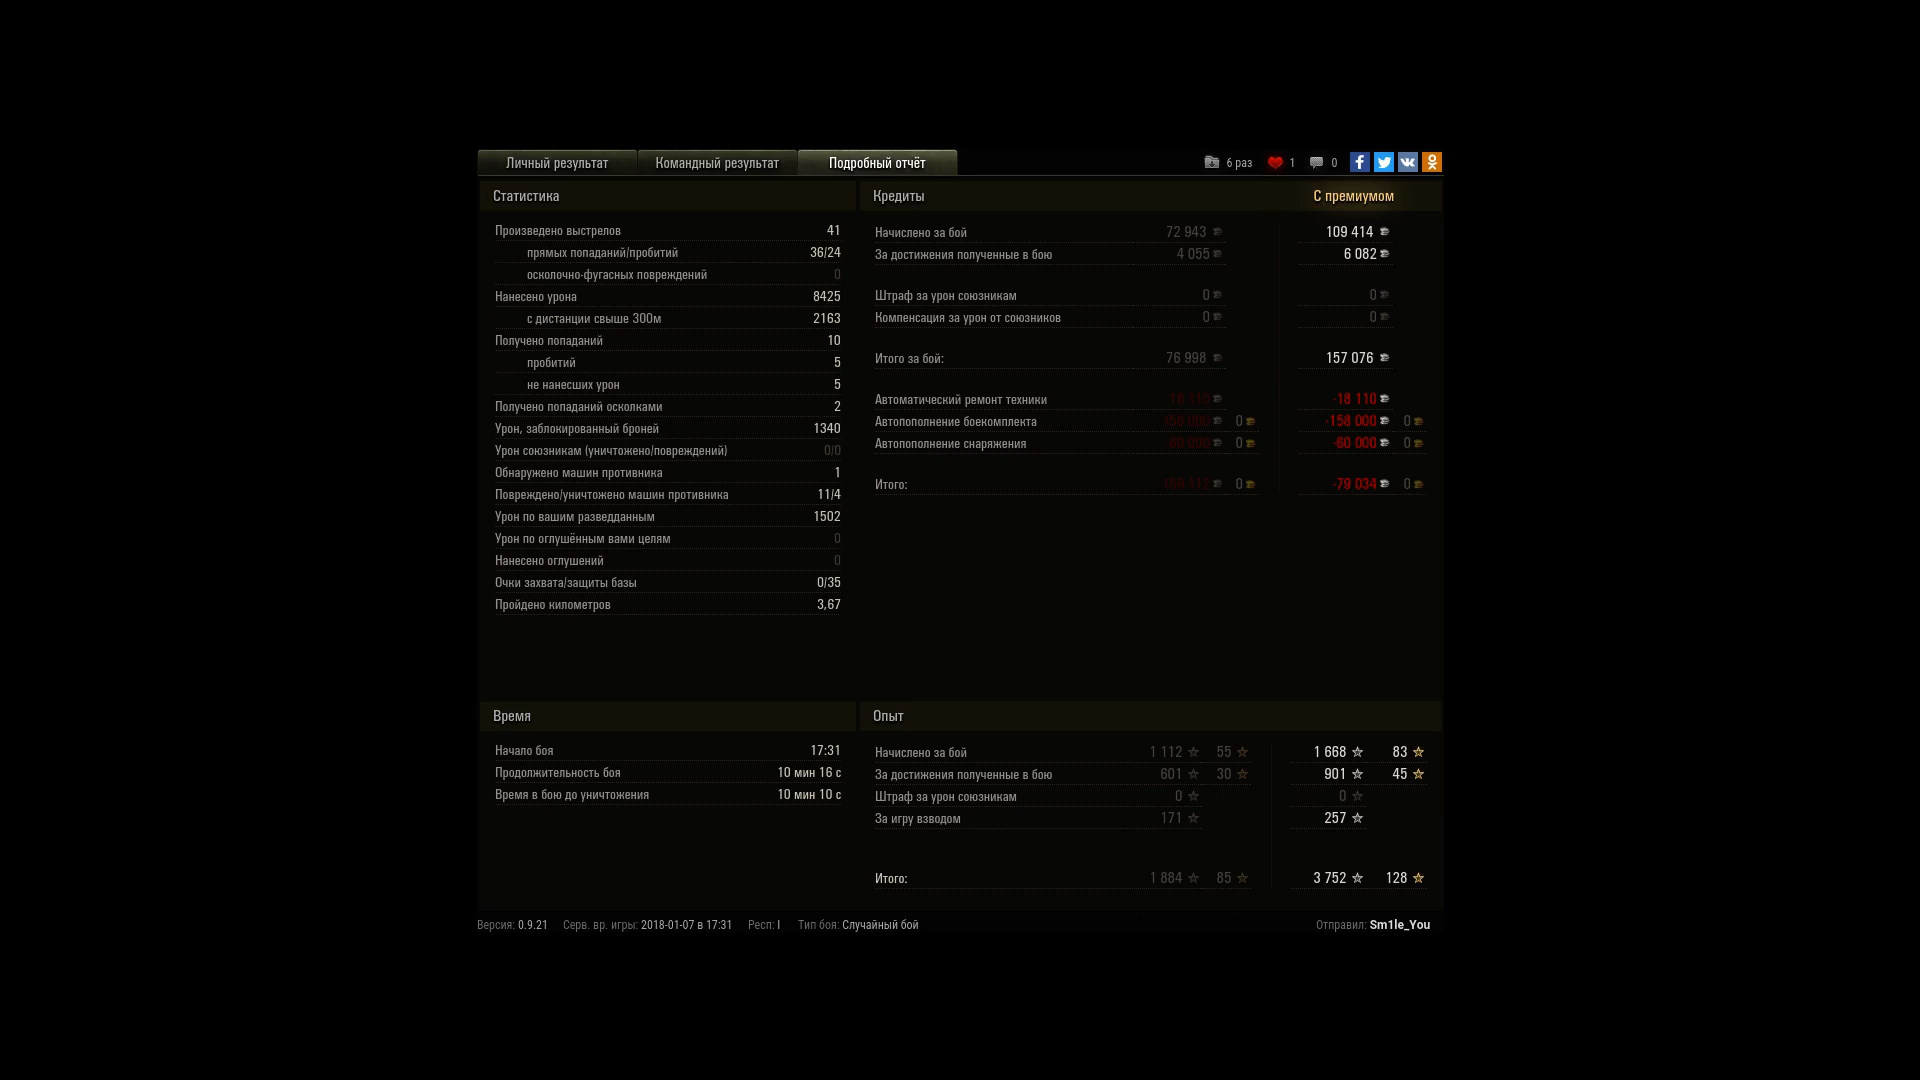 Личный результат Командный результат Подробный отчёт 6 раз 1 0
Статистика
Произведено выстрелов 41
прямых попаданий/пробитий 36/24
осколочно-фугасных повреждений 0
Нанесено урона 8425
с дистанции свыше 300м 2163
Получено попаданий 10
пробитий 5
не нанесших урон 5
Получено попаданий осколками 2
Урон, заблокированный броней 1340
Урон союзникам (уничтожено/повреждений) 0/0
Обнаружено машин противника 1
Повреждено/уничтожено машин противника 11/4
Урон по вашим разведданным 1502
Урон по оглушённым вами целям 0
Нанесено оглушений 0
Очки захвата/защиты базы 0/35
Пройдено километров 3,67
Кредиты С премиумом
Начислено за бой 72 943 109 414
За достижения полученные в бою 4 055 6 082
Штраф за урон союзникам 0 0
Компенсация за урон от союзников 0 0
Итого за бой: 76 998 157 076
Автоматический ремонт техники -18 110
Автопополнение боекомплекта 0 -158 000 0
Автопополнение снаряжения 0 -60 000 0
Итого: 0 -79 034 0
Время
Начало боя 17:31
Продолжительность боя 10 мин 16 с
Время в бою до уничтожения 10 мин 10 с
Опыт
Начислено за бой 1 112 55 1 668 83
За достижения полученные в бою 601 30 901 45
Штраф за урон союзникам 0 0
За игру взводом 171 257
Итого: 1 884 85 3 752 128
Версия: 0.9.21 Серв. вр. игры: 2018-01-07 в 17:31 Респ: I Тип боя: Случайный бой Отправил: Sm1le_You